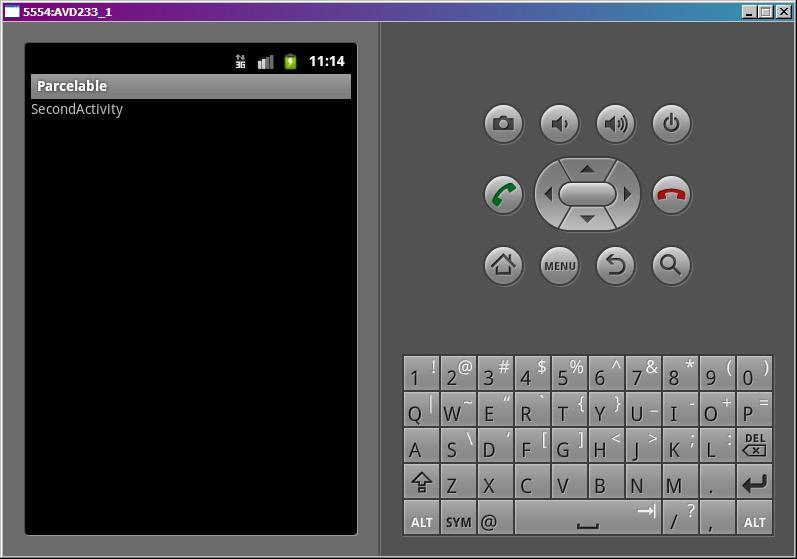 5554:AVD233_1
3G 11:14
Parcelable
SecondActivity
MENU
1 ! 2 @ 3 # 4 $ 5 % 6 ^ 7 & 8 * 9 ( 0 )
Q | W ~ E “ R ` T { Y } U _ I - O + P =
A S \ D ‘ F [ G ] H < J > K ; L : DEL
Z X C V B N M .
ALT SYM @ / ? , ALT